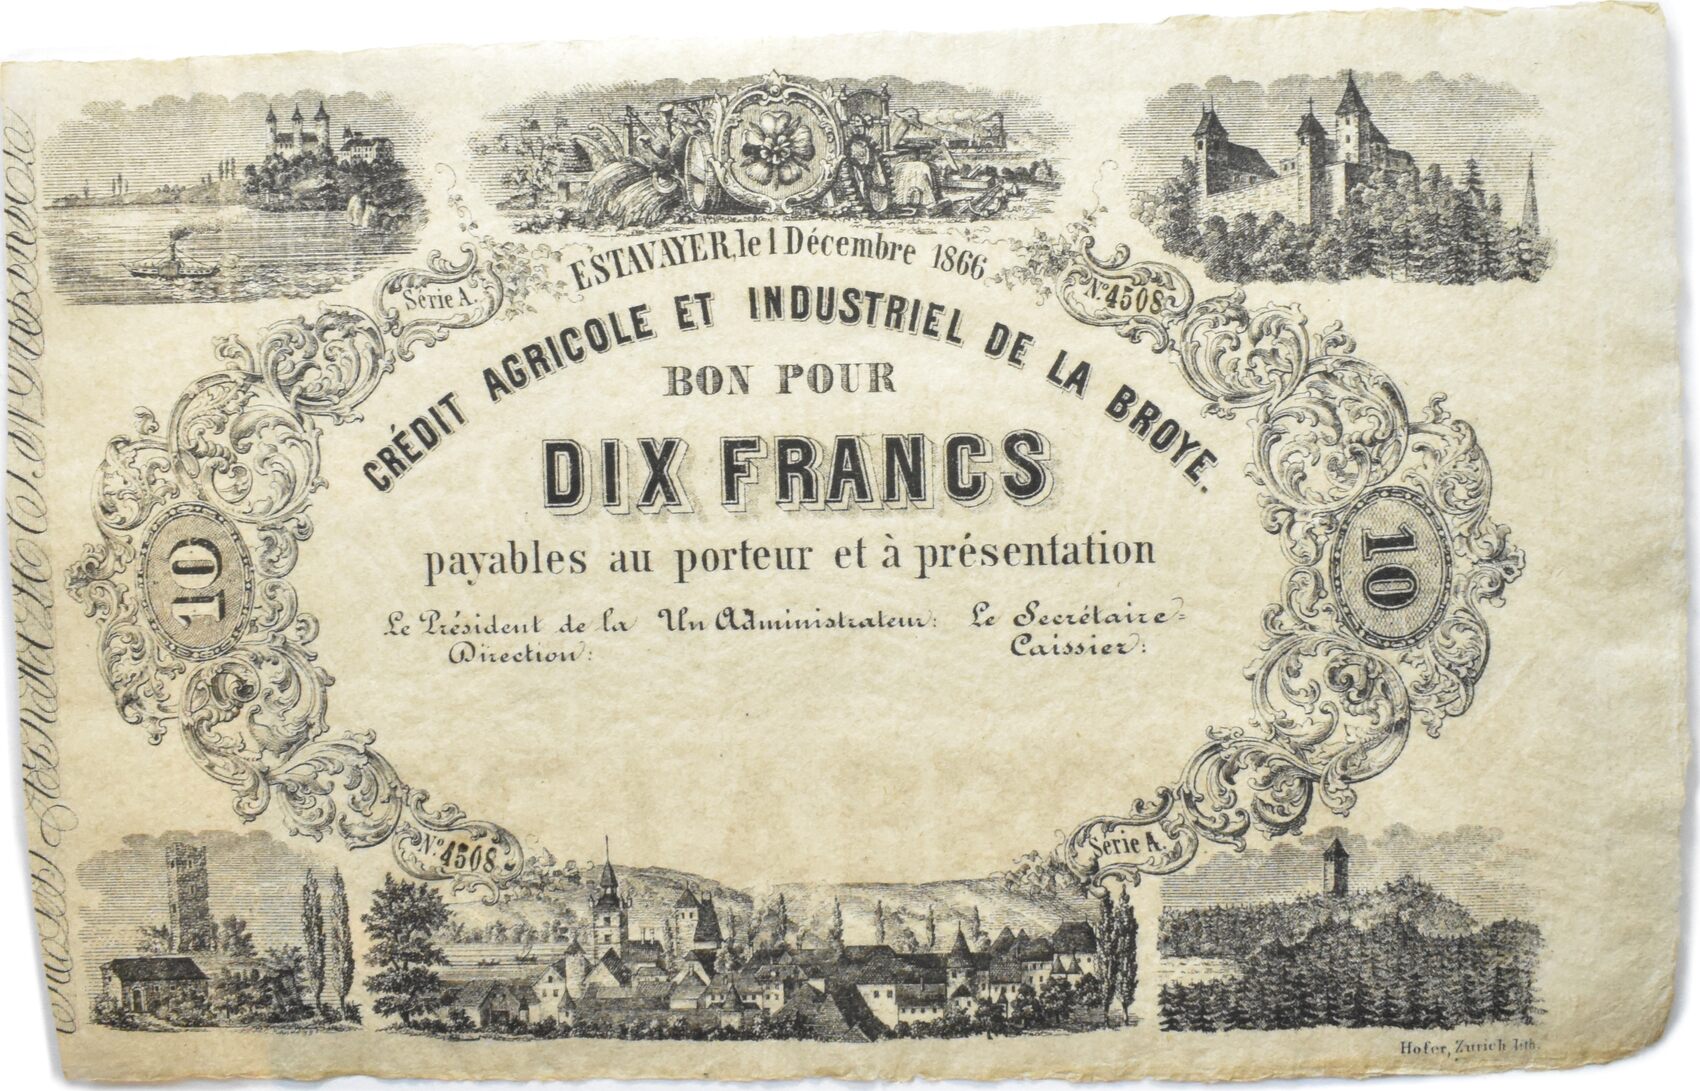 ESTAVAYER, le 1 Décembre 1866
Série A.
Nº 4508
CRÉDIT AGRICOLE ET INDUSTRIEL DE LA BROYE.
BON POUR
DIX FRANCS
payables au porteur et à présentation
10
10
Le Président de la Direction:
Un Administrateur:
Le Secrétaire-Caissier:
Nº 4508
Série A.
Hofer, Zurich lith.